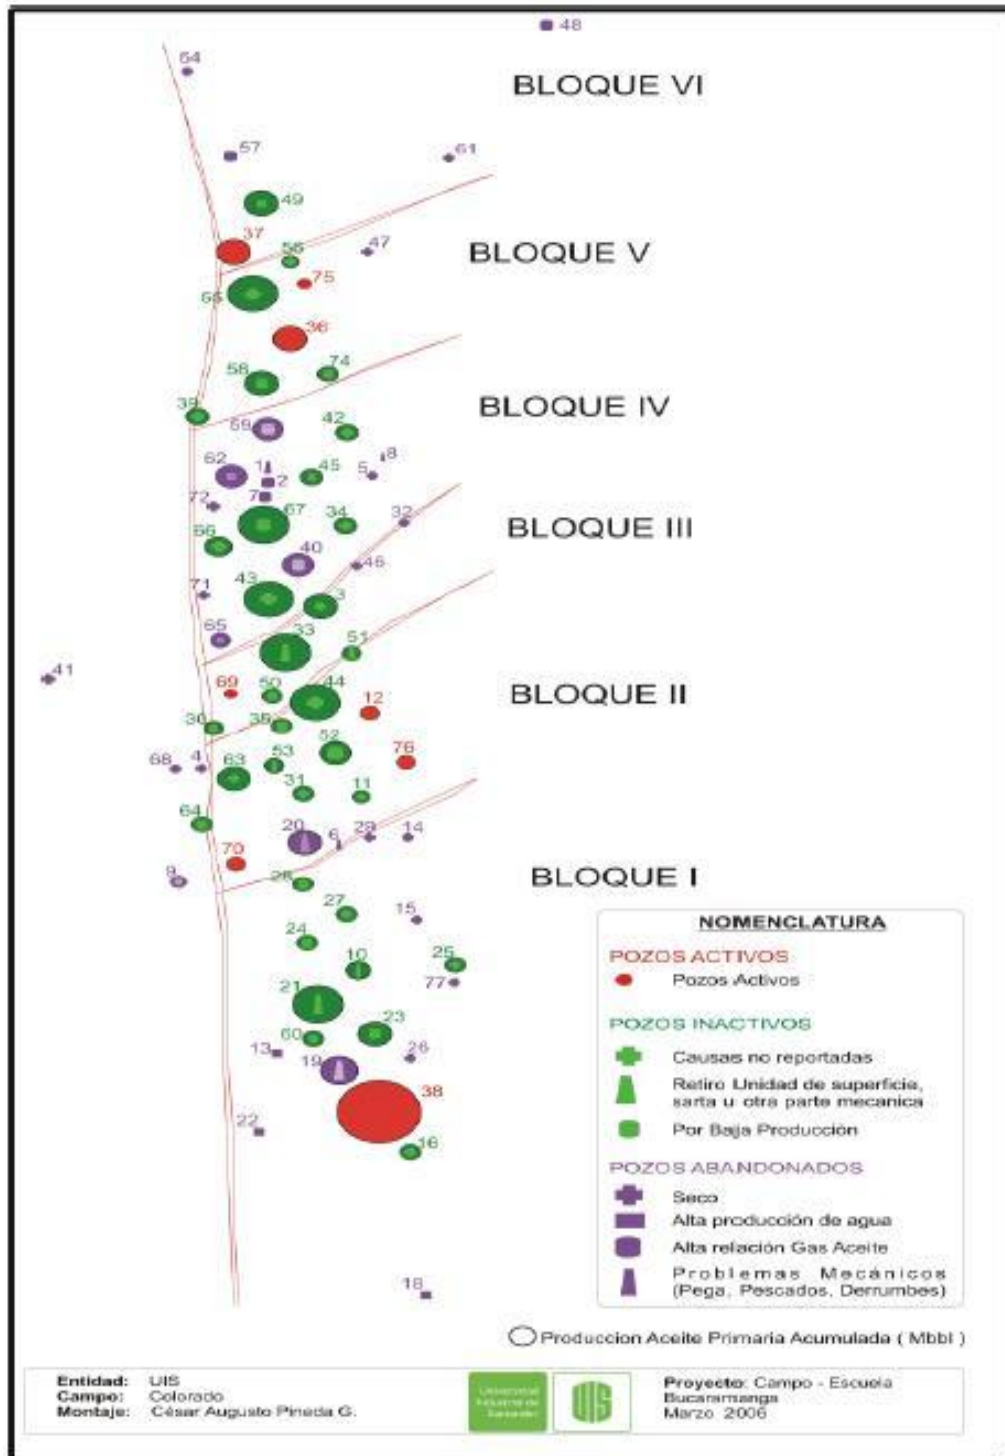 48
54
BLOQUE VI
57
61
49
37
47
BLOQUE V
56
75
55
36
74
58
BLOQUE IV
39
59
42
62
1
8
2
45
5
7
72
67
34
32
BLOQUE III
66
40
46
71
43
3
65
33
51
41
69
50
44
12
BLOQUE II
30
35
52
53
76
68
4
63
31
11
64
20
6
29
14
70
BLOQUE I
9
28
27
15
24
10
25
77
21
23
60
13
26
19
38
22
16
18
NOMENCLATURA
POZOS ACTIVOS
Pozos Activos
POZOS INACTIVOS
Causas no reportadas
Retiro Unidad de superficie,
sarta u otra parte mecanica
Por Baja Producción
POZOS ABANDONADOS
Seco
Alta producción de agua
Alta relación Gas Aceite
Problemas Mecánicos
(Pega, Pescados, Derrumbes)
Produccion Aceite Primaria Acumulada ( Mbbl )
Entidad: UIS
Campo: Colorado
Montaje: César Augusto Pineda G.
Universidad
Industrial de
Santander
UIS
Proyecto: Campo - Escuela
Bucaramanga
Marzo 2006